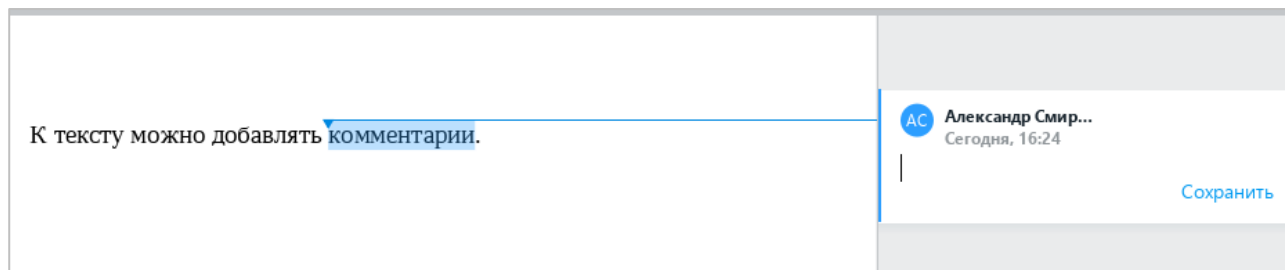 К тексту можно добавлять комментарии.
АС
Александр Смир...
Сегодня, 16:24
Сохранить